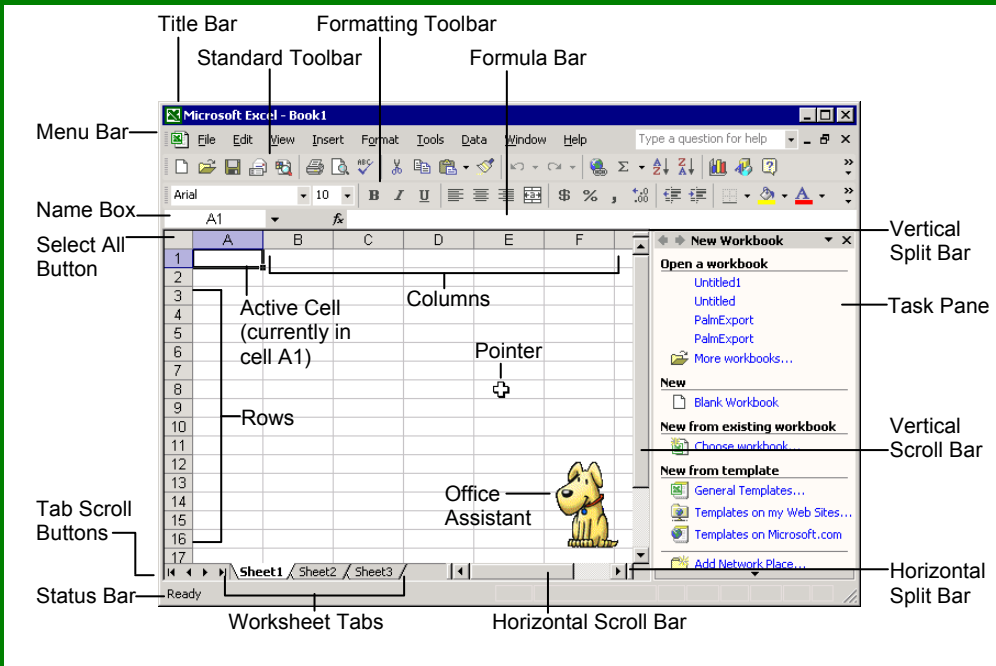 Title Bar
Formatting Toolbar
Standard Toolbar
Formula Bar
Microsoft Excel - Book1
Menu Bar
File Edit View Insert Format Tools Data Window Help Type a question for help
Arial 10 B I U $ % ,
Name Box
A1 fx
Vertical
Split Bar
Select All
Button
A B C D E F
New Workbook
1
2
3
4
5
6
7
8
9
10
11
12
13
14
15
16
17
Active Cell
(currently in
cell A1)
Columns
Pointer
Rows
Office
Assistant
Open a workbook
Untitled1
Untitled
PalmExport
PalmExport
More workbooks...
Task Pane
New
Blank Workbook
New from existing workbook
Choose workbook...
Vertical
Scroll Bar
New from template
General Templates...
Templates on my Web Sites...
Templates on Microsoft.com
Add Network Place...
Tab Scroll
Buttons
Sheet1 Sheet2 Sheet3
Horizontal
Split Bar
Status Bar
Ready
Worksheet Tabs
Horizontal Scroll Bar